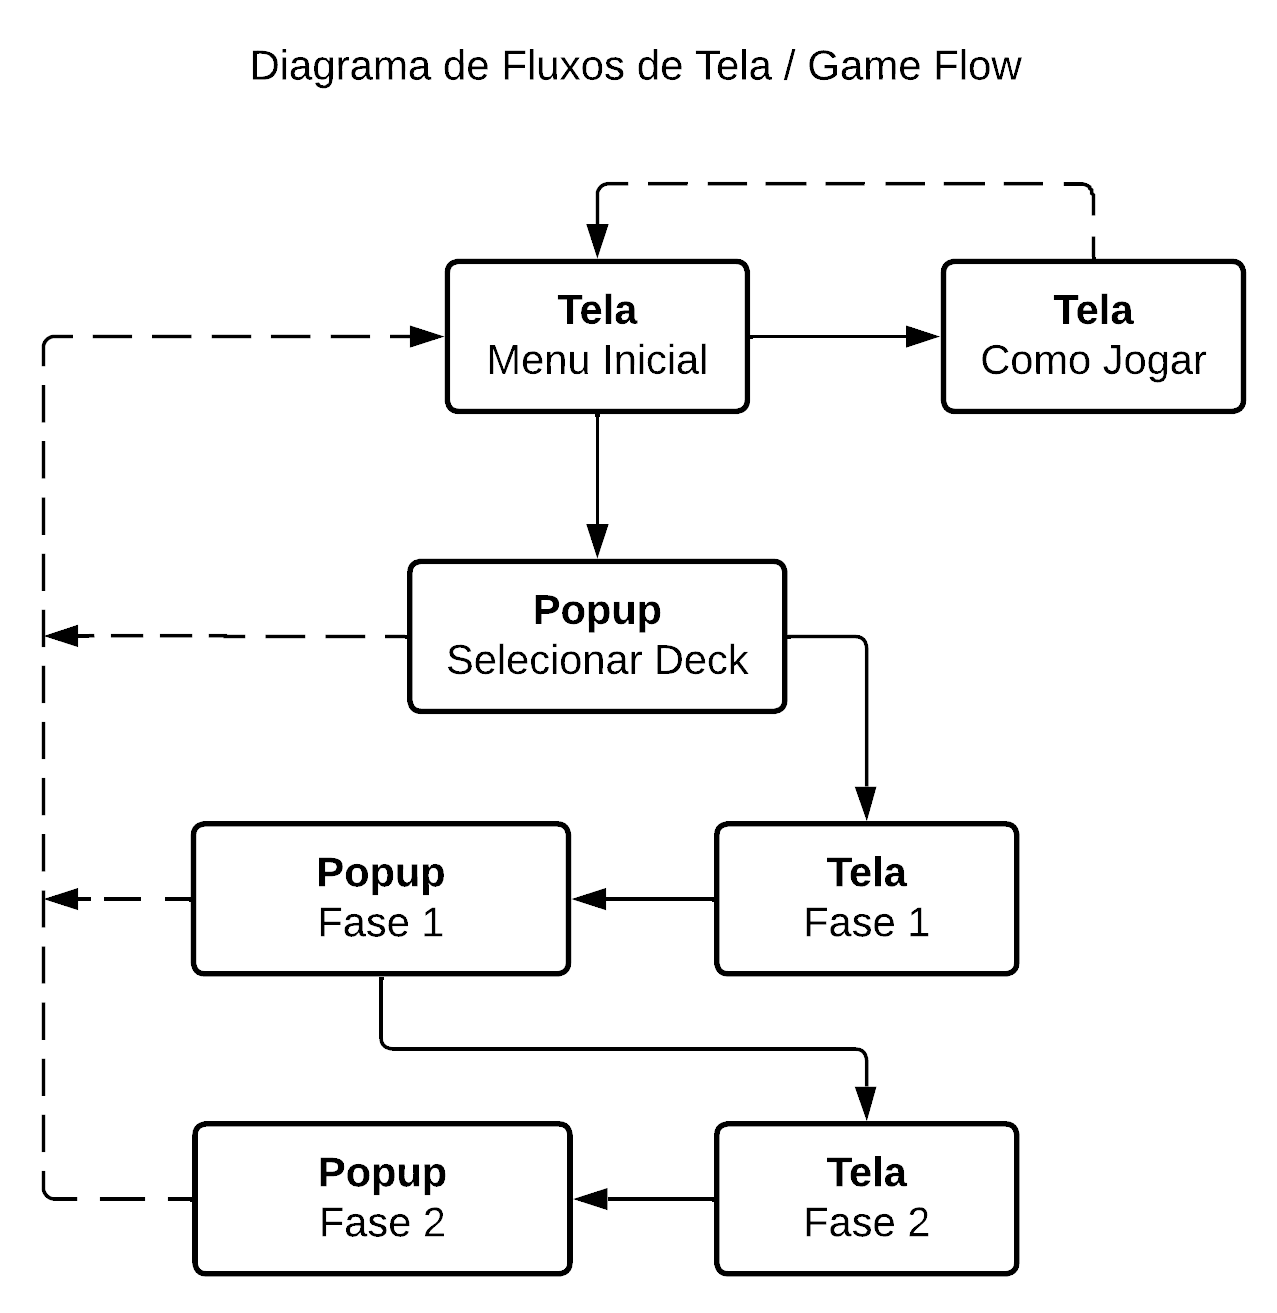 Diagrama de Fluxos de Tela / Game Flow
Tela
Menu Inicial
Tela
Como Jogar
Popup
Selecionar Deck
Popup
Fase 1
Tela
Fase 1
Popup
Fase 2
Tela
Fase 2